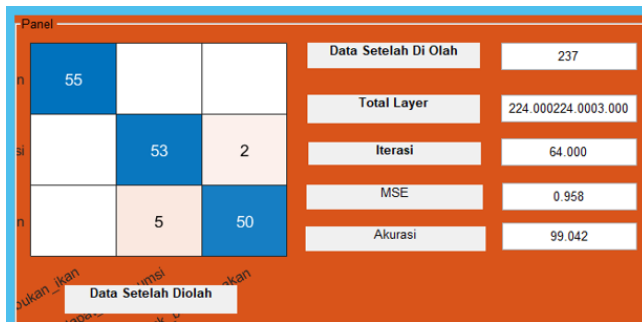 Panel
55
53 2
5 50
Data Setelah Diolah
Data Setelah Di Olah 237
Total Layer 224.000224.0003.000
Iterasi 64.000
MSE 0.958
Akurasi 99.042